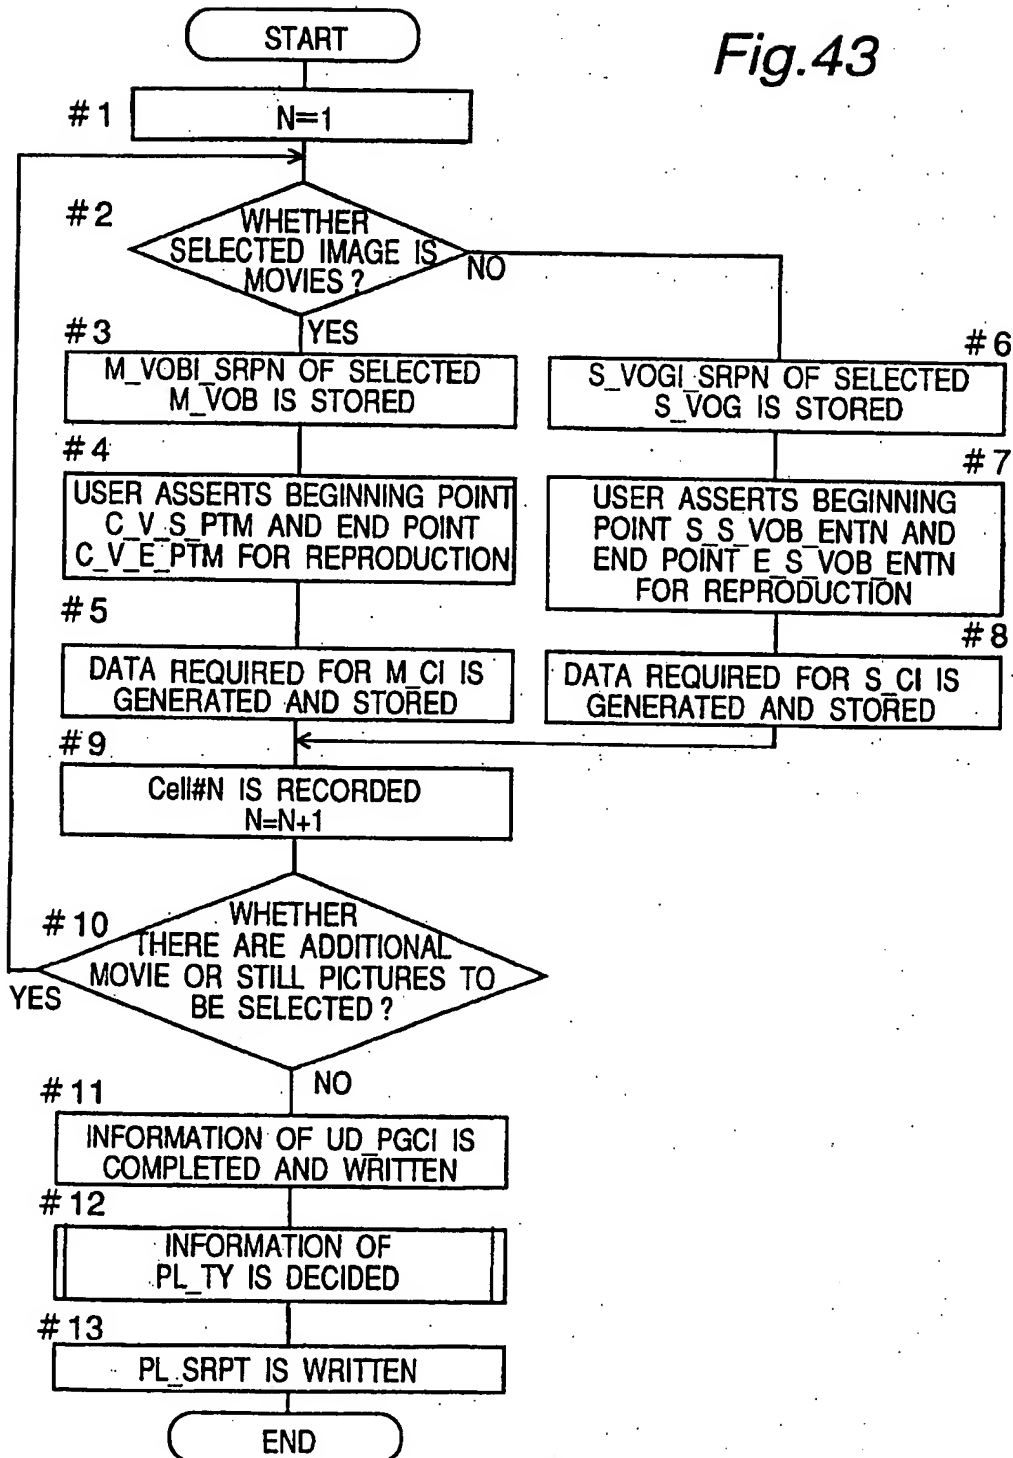 START
Fig.43
#1
N=1
#2
WHETHER
SELECTED IMAGE IS
MOVIES?
NO
YES
#3
M_VOBI_SRPN OF SELECTED
M_VOB IS STORED
#6
S_VOGI_SRPN OF SELECTED
S_VOG IS STORED
#4
USER ASSERTS BEGINNING POINT
C_V_S_PTM AND END POINT
C_V_E_PTM FOR REPRODUCTION
#7
USER ASSERTS BEGINNING
POINT S_S_VOB_ENTN AND
END POINT E_S_VOB_ENTN
FOR REPRODUCTION
#5
DATA REQUIRED FOR M_CI IS
GENERATED AND STORED
#8
DATA REQUIRED FOR S_CI IS
GENERATED AND STORED
#9
Cell#N IS RECORDED
N=N+1
#10
WHETHER
THERE ARE ADDITIONAL
MOVIE OR STILL PICTURES TO
BE SELECTED?
YES
NO
#11
INFORMATION OF UD_PGCI IS
COMPLETED AND WRITTEN
#12
INFORMATION OF
PL_TY IS DECIDED
#13
PL_SRPT IS WRITTEN
END